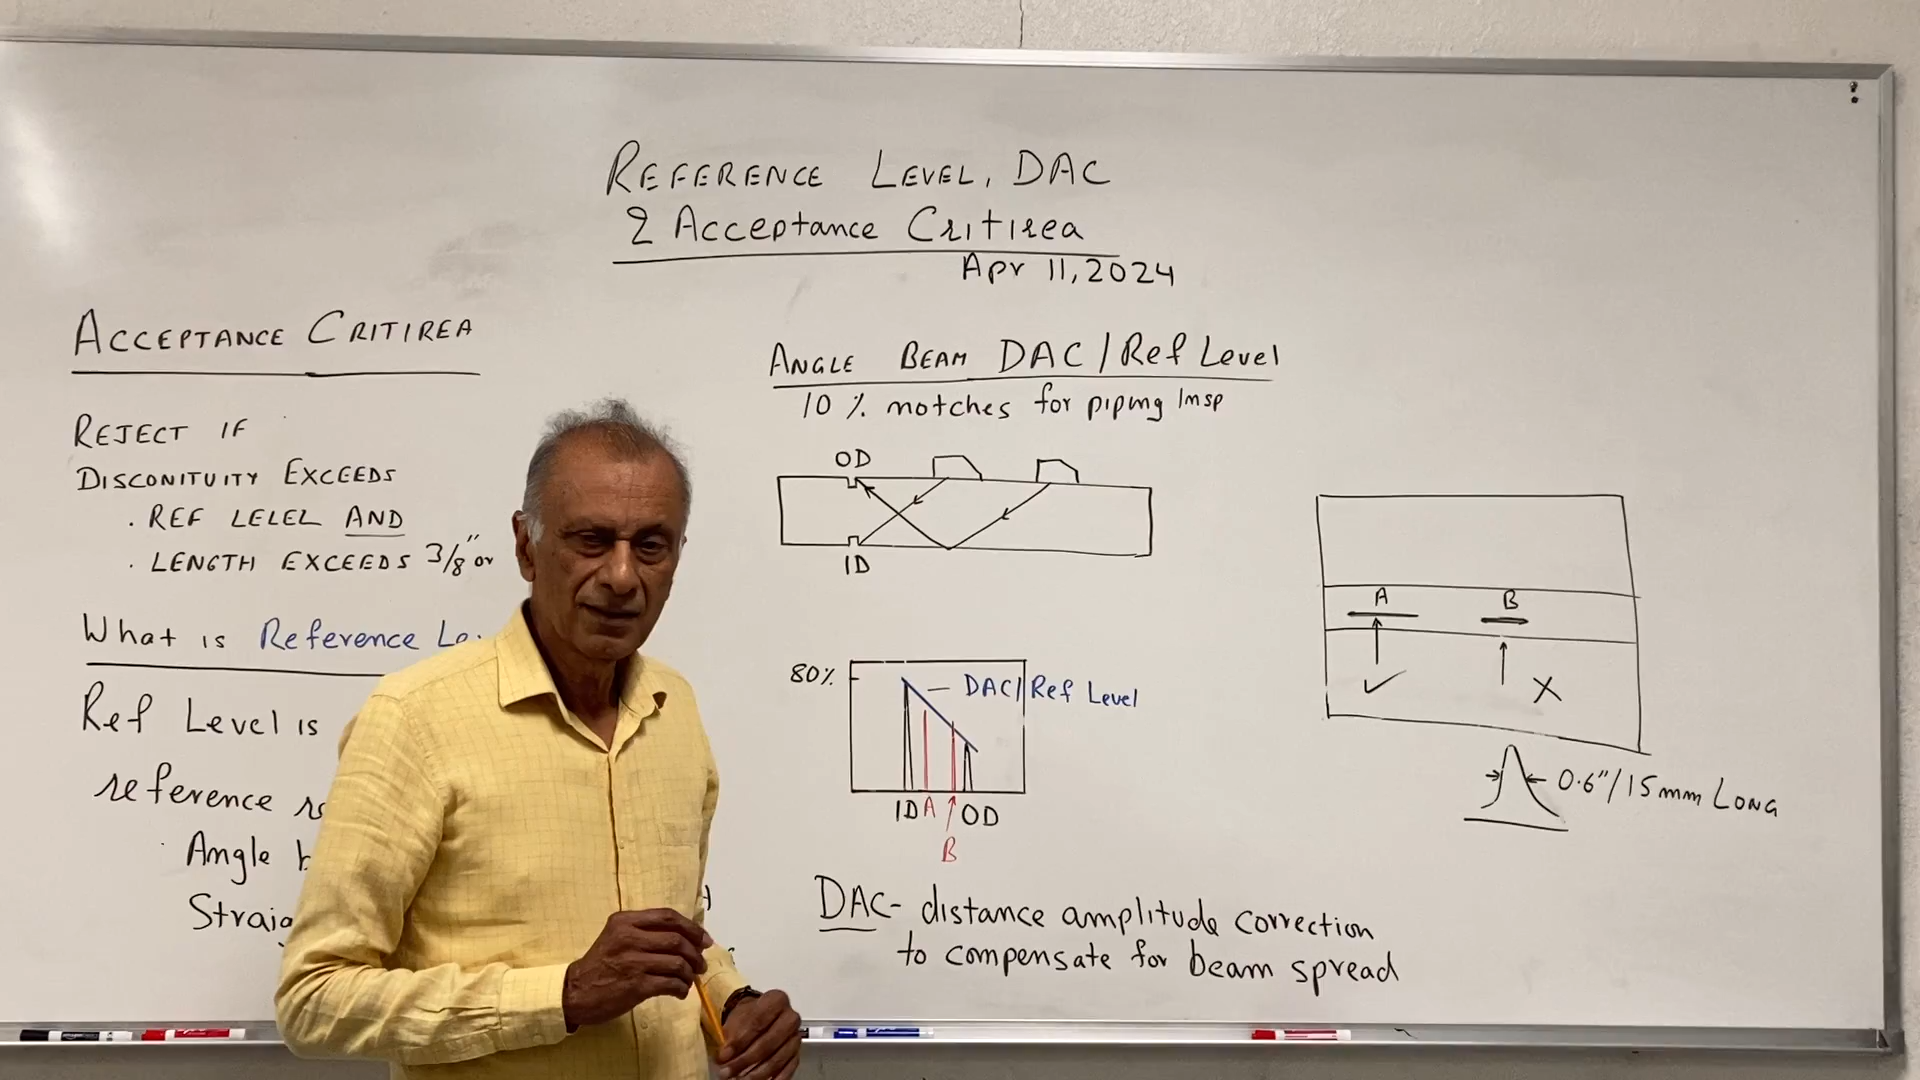 REFERENCE LEVEL, DAC
& Acceptance Critirea
Apr 11, 2024
ACCEPTANCE CRITIREA
REJECT IF
DISCONITUITY EXCEEDS
. REF LELEL AND
. LENGTH EXCEEDS 3/8" or
What is Reference
Ref Level is
reference
Angle
ANGLE BEAM DAC/Ref Level
10% notches for piping Insp
OD
ID
80%
DAC/Ref Level
ID A OD
B
DAC- distance amplitude correction
to compensate for beam spread
A B
✓ X
0.6"/15mm LONG